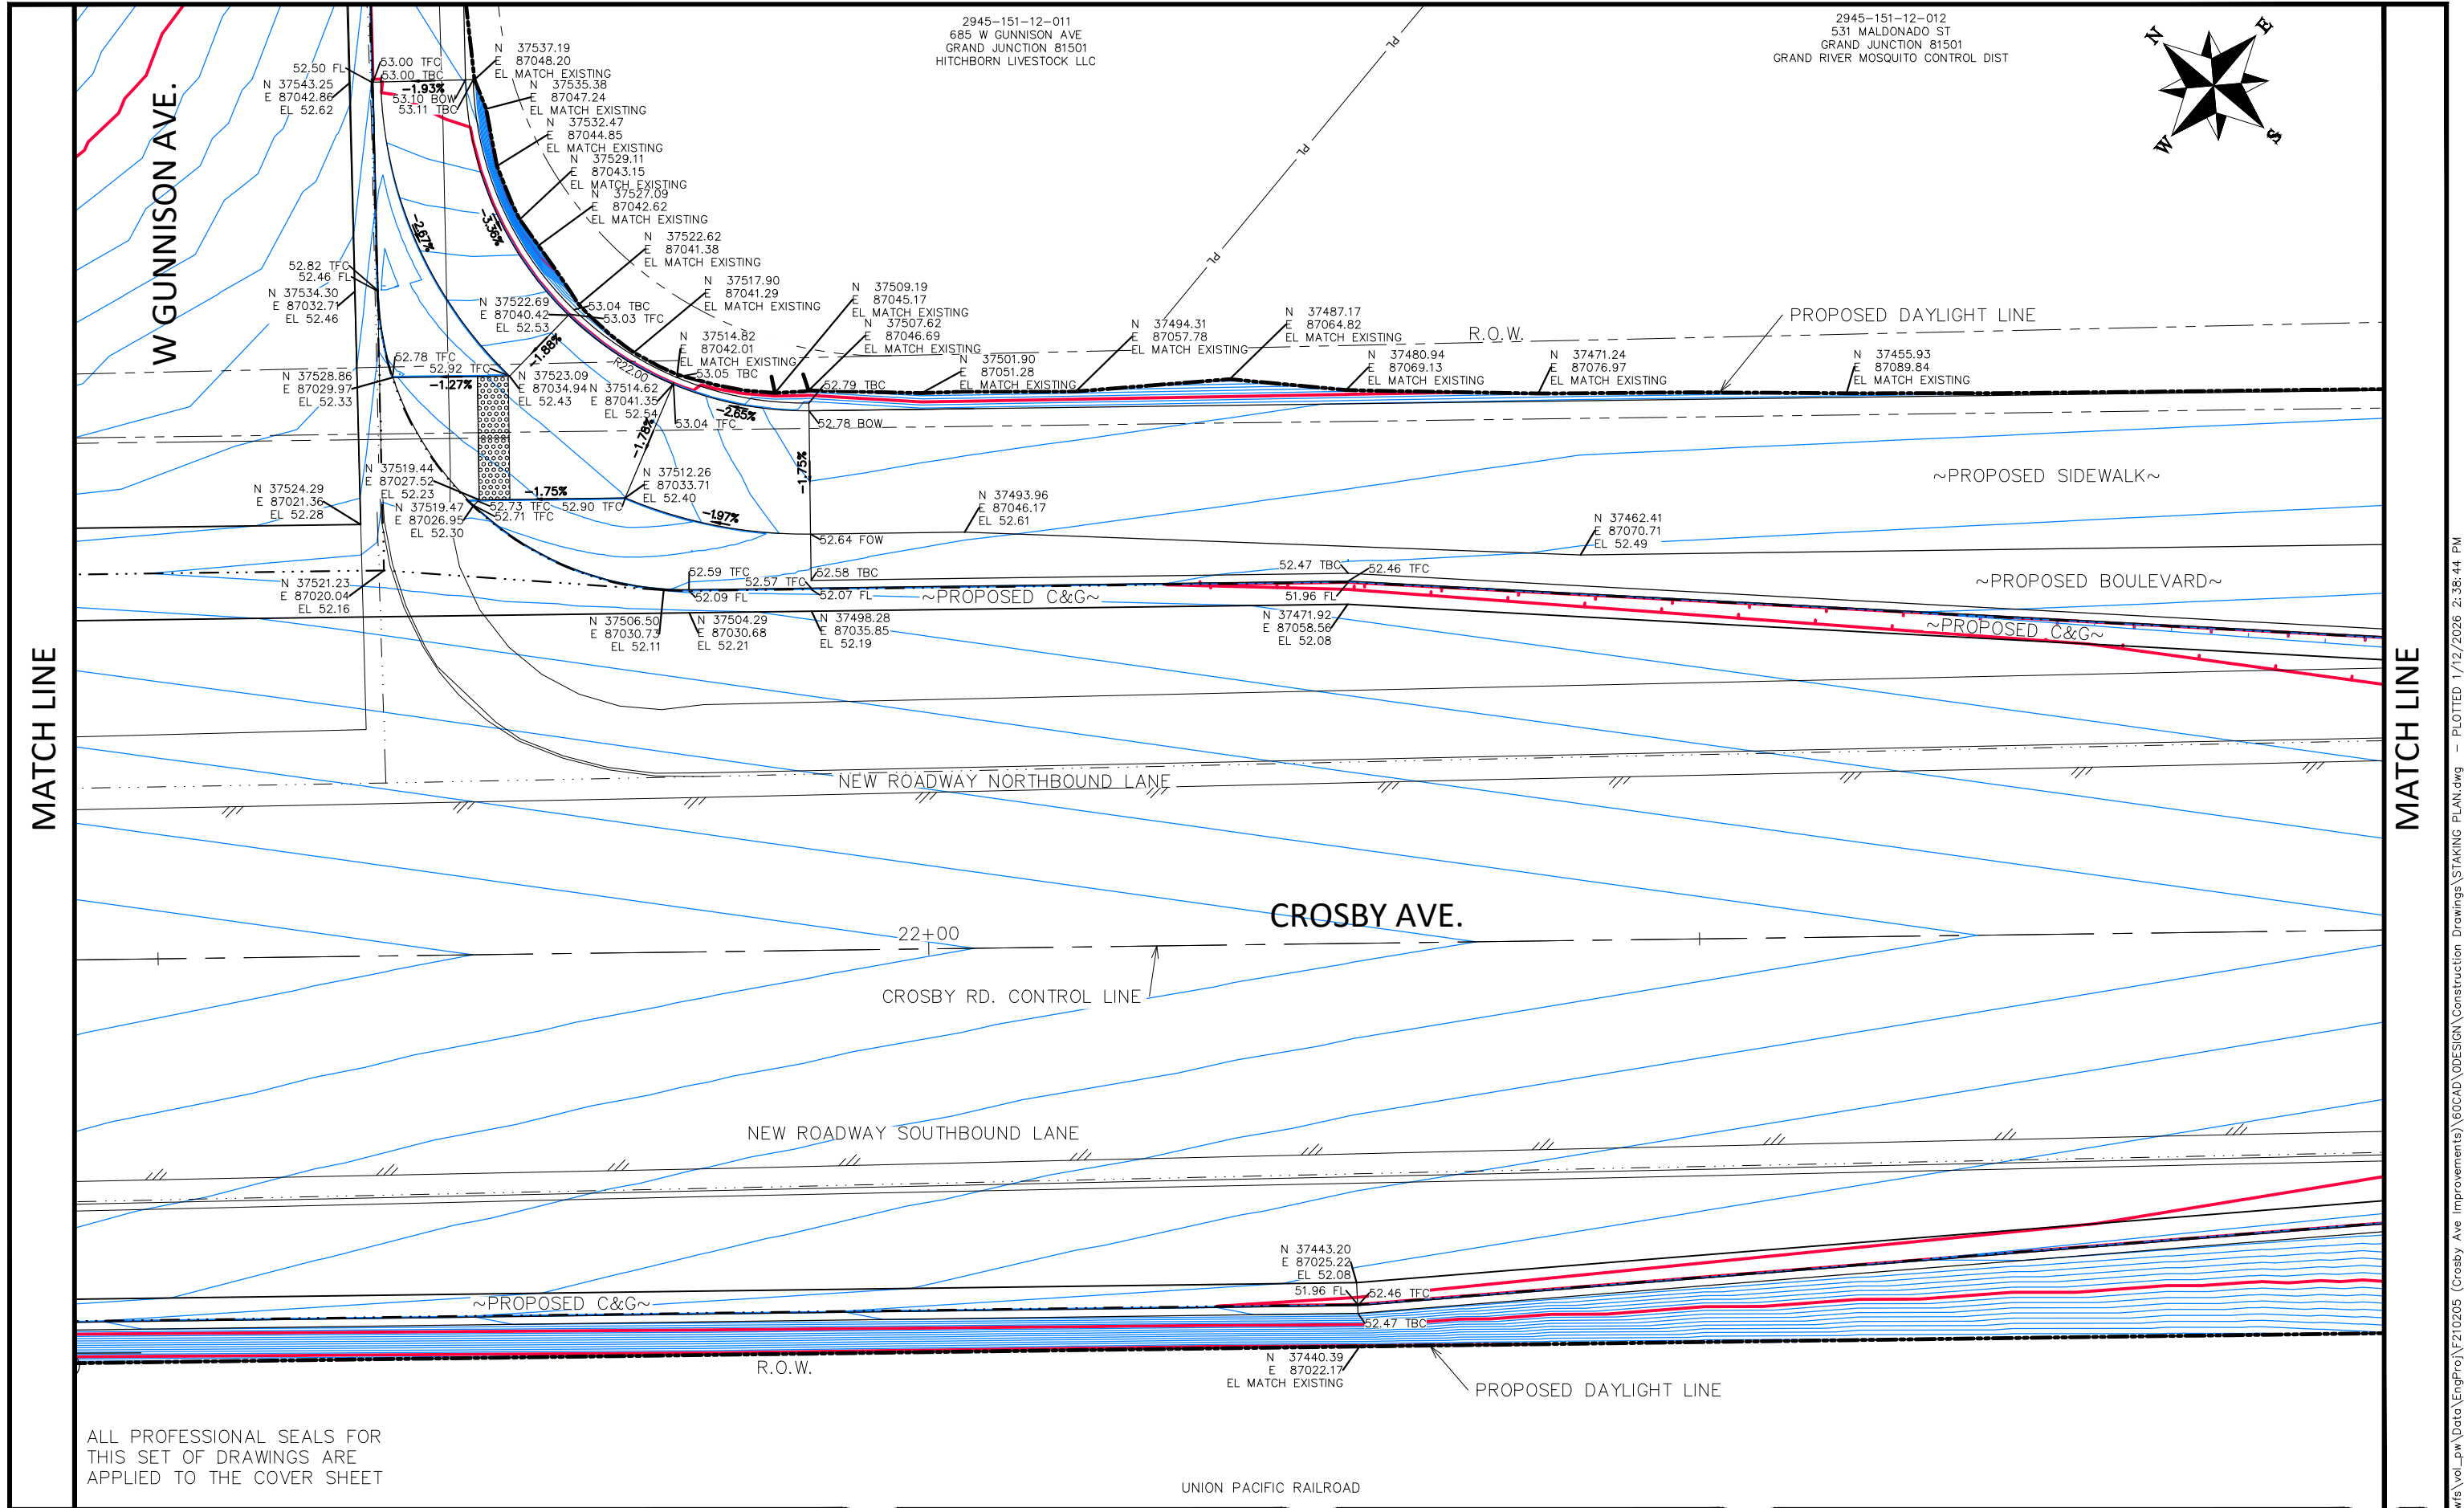 2945-151-12-011
685 W GUNNISON AVE
GRAND JUNCTION 81501
HITCHBORN LIVESTOCK LLC
2945-151-12-012
531 MALDONADO ST
GRAND JUNCTION 81501
GRAND RIVER MOSQUITO CONTROL DIST
N
E
W
S
W GUNNISON AVE.
52.50 FL
N 37543.25
E 87042.86
EL 52.62
53.00 TFC
53.00 TBC
-1.93%
53.10 BOW
53.11 TBC
N 37537.19
E 87048.20
EL MATCH EXISTING
N 37535.38
E 87047.24
EL MATCH EXISTING
N 37532.47
E 87044.85
EL MATCH EXISTING
N 37529.11
E 87043.15
EL MATCH EXISTING
N 37527.09
E 87042.62
EL MATCH EXISTING
N 37522.62
E 87041.38
EL MATCH EXISTING
N 37517.90
E 87041.29
EL MATCH EXISTING
N 37509.19
E 87045.17
EL MATCH EXISTING
N 37507.62
E 87046.69
EL MATCH EXISTING
N 37514.82
E 87042.01
EL MATCH EXISTING
53.05 TBC
N 37501.90
E 87051.28
EL MATCH EXISTING
N 37494.31
E 87057.78
EL MATCH EXISTING
N 37487.17
E 87064.82
EL MATCH EXISTING
N 37480.94
E 87069.13
EL MATCH EXISTING
N 37471.24
E 87076.97
EL MATCH EXISTING
N 37455.93
E 87089.84
EL MATCH EXISTING
PL
PL
PL
R.O.W.
PROPOSED DAYLIGHT LINE
-2.67%
-3.36%
52.82 TFC
52.46 FL
N 37534.30
E 87032.71
EL 52.46
N 37522.69
E 87040.42
EL 52.53
53.04 TBC
53.03 TFC
-1.88%
R22.00
52.78 TFC
52.92 TFC
-1.27%
N 37528.86
E 87029.97
EL 52.33
N 37523.09
E 87034.94
EL 52.43
N 37514.62
E 87041.35
EL 52.54
53.04 TFC
-1.78%
-2.65%
52.79 TBC
52.78 BOW
-1.75%
N 37519.44
E 87027.52
EL 52.23
N 37524.29
E 87021.36
EL 52.28
N 37519.47
E 87026.95
EL 52.30
-1.75%
52.73 TFC
52.90 TFC
52.71 TFC
N 37512.26
E 87033.71
EL 52.40
-1.97%
52.64 FOW
N 37493.96
E 87046.17
EL 52.61
N 37462.41
E 87070.71
EL 52.49
~PROPOSED SIDEWALK~
~PROPOSED BOULEVARD~
~PROPOSED C&G~
N 37521.23
E 87020.04
EL 52.16
52.59 TFC
52.57 TFC
52.58 TBC
52.09 FL
52.07 FL
~PROPOSED C&G~
52.47 TBC
52.46 TFC
51.96 FL
N 37506.50
E 87030.73
EL 52.11
N 37504.29
E 87030.68
EL 52.21
N 37498.28
E 87035.85
EL 52.19
N 37471.92
E 87058.56
EL 52.08
MATCH LINE
MATCH LINE
NEW ROADWAY NORTHBOUND LANE
CROSBY AVE.
22+00
CROSBY RD. CONTROL LINE
NEW ROADWAY SOUTHBOUND LANE
N 37443.20
E 87025.22
EL 52.08
51.96 FL
52.46 TFC
52.47 TBC
~PROPOSED C&G~
R.O.W.
N 37440.39
E 87022.17
EL MATCH EXISTING
PROPOSED DAYLIGHT LINE
ALL PROFESSIONAL SEALS FOR
THIS SET OF DRAWINGS ARE
APPLIED TO THE COVER SHEET
UNION PACIFIC RAILROAD
wfs\vol_pw\Data\EngProj\F210205 (Crosby Ave Improvements)\60CAD\0DESIGN\Construction Drawings\STAKING PLAN.dwg - PLOTTED 1/12/2026 2:38:44 PM